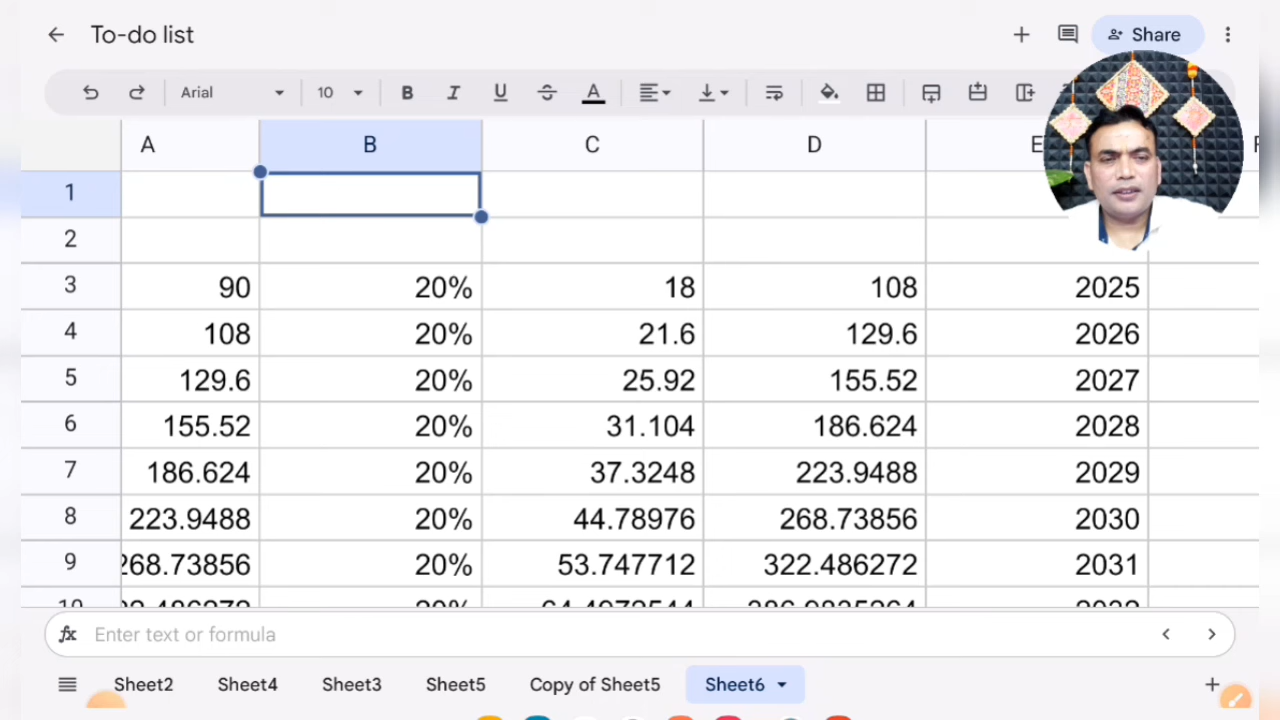 To-do list
Share
Arial 10 B I U S A
A B C D E
1
2
3 90 20% 18 108 2025
4 108 20% 21.6 129.6 2026
5 129.6 20% 25.92 155.52 2027
6 155.52 20% 31.104 186.624 2028
7 186.624 20% 37.3248 223.9488 2029
8 223.9488 20% 44.78976 268.73856 2030
9 268.73856 20% 53.747712 322.486272 2031
fx Enter text or formula
Sheet2 Sheet4 Sheet3 Sheet5 Copy of Sheet5 Sheet6